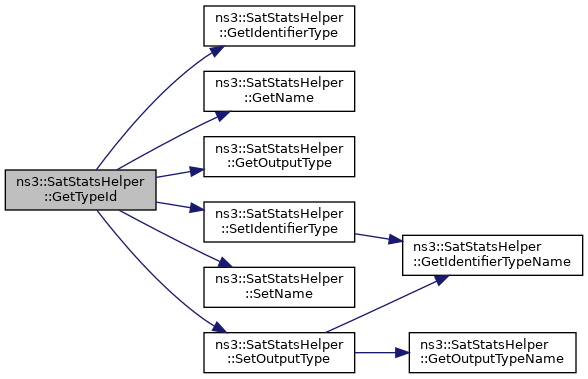 ns3::SatStatsHelper
::GetIdentifierType
ns3::SatStatsHelper
::GetName
ns3::SatStatsHelper
::GetOutputType
ns3::SatStatsHelper
::GetTypeId
ns3::SatStatsHelper
::SetIdentifierType
ns3::SatStatsHelper
::GetIdentifierTypeName
ns3::SatStatsHelper
::SetName
ns3::SatStatsHelper
::SetOutputType
ns3::SatStatsHelper
::GetOutputTypeName